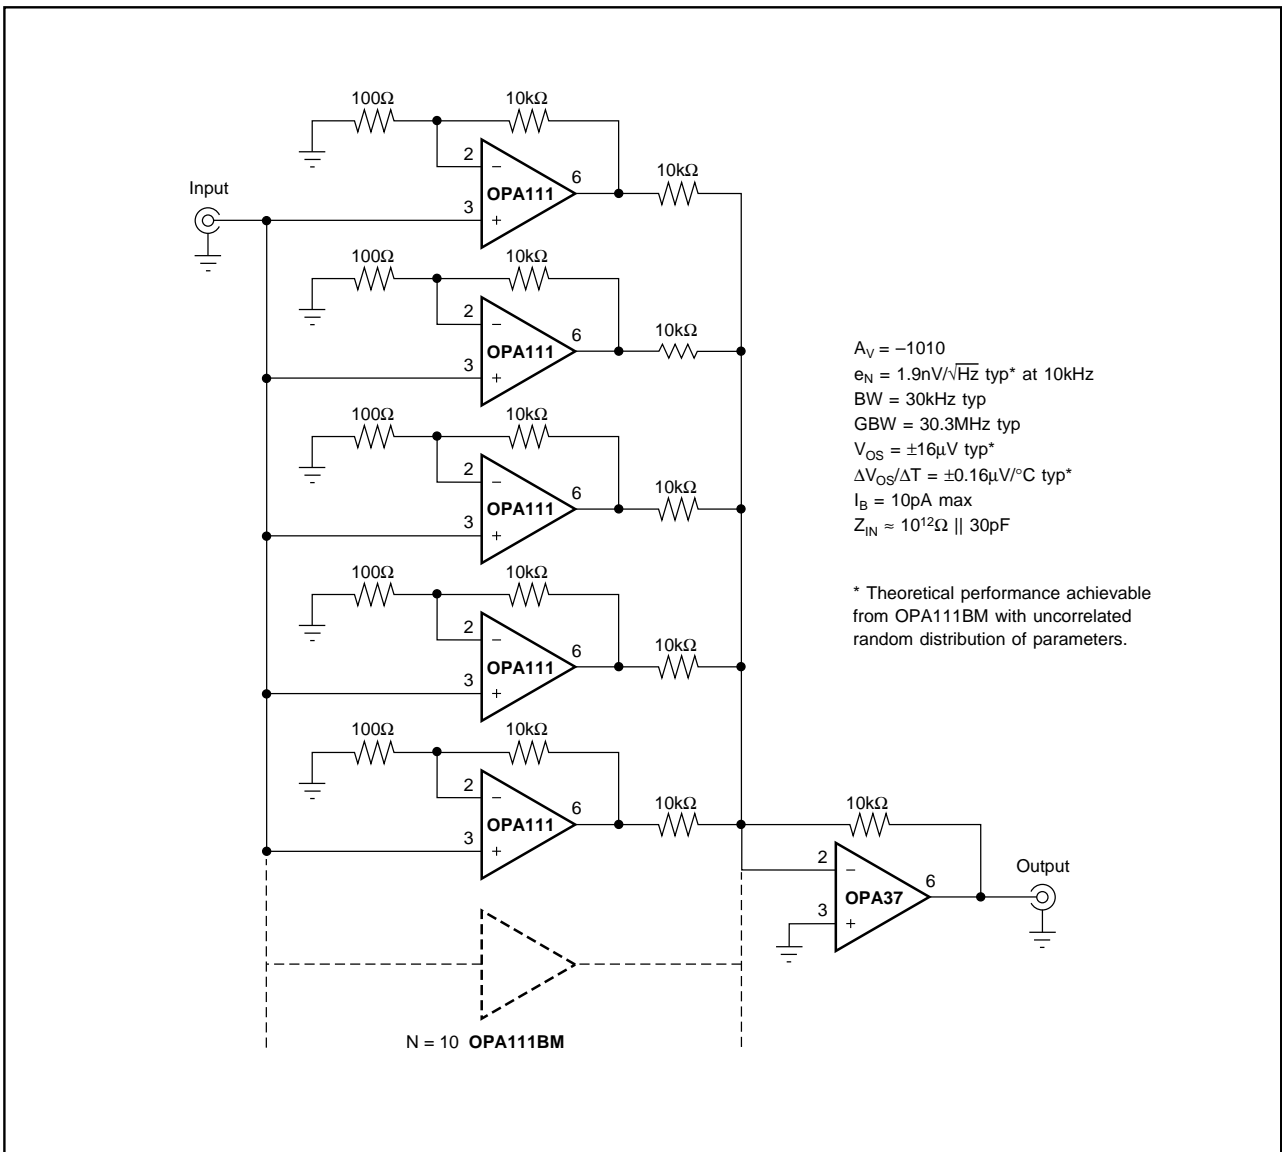 100Ω 10kΩ
2
−
6
10kΩ
OPA111
3
+
Input
100Ω 10kΩ
2
−
6
10kΩ
OPA111
3
+
100Ω 10kΩ
2
−
6
10kΩ
OPA111
3
+
100Ω 10kΩ
2
−
6
10kΩ
OPA111
3
+
100Ω 10kΩ
2
−
6
10kΩ
OPA111
3
+
10kΩ
2
−
6
OPA37
3
+
Output
N = 10 OPA111BM
A_V = −1010
e_N = 1.9nV/√Hz typ* at 10kHz
BW = 30kHz typ
GBW = 30.3MHz typ
V_OS = ±16µV typ*
ΔV_OS/ΔT = ±0.16µV/°C typ*
I_B = 10pA max
Z_IN ≈ 10¹²Ω || 30pF
* Theoretical performance achievable
from OPA111BM with uncorrelated
random distribution of parameters.